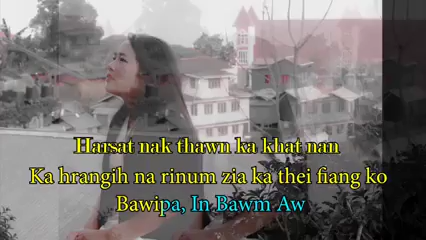 Harsat nak thawn ka khat nan
Ka hrangih na rinum zia ka thei fiang ko
Bawipa, In Bawm Aw